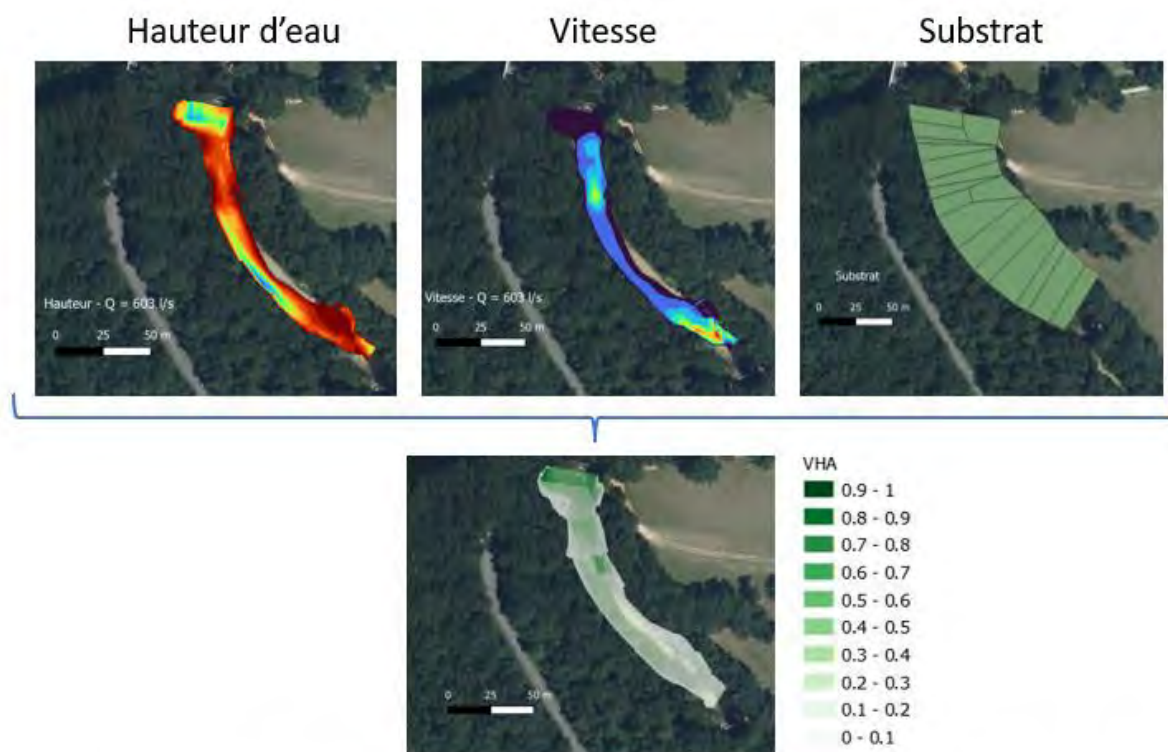 Hauteur d'eau
Vitesse
Substrat
Hauteur - Q = 603 l/s
0 25 50 m
Vitesse - Q = 603 l/s
0 25 50 m
Substrat
0 25 50 m
0 25 50 m
VHA
0.9 - 1
0.8 - 0.9
0.7 - 0.8
0.6 - 0.7
0.5 - 0.6
0.4 - 0.5
0.3 - 0.4
0.2 - 0.3
0.1 - 0.2
0 - 0.1